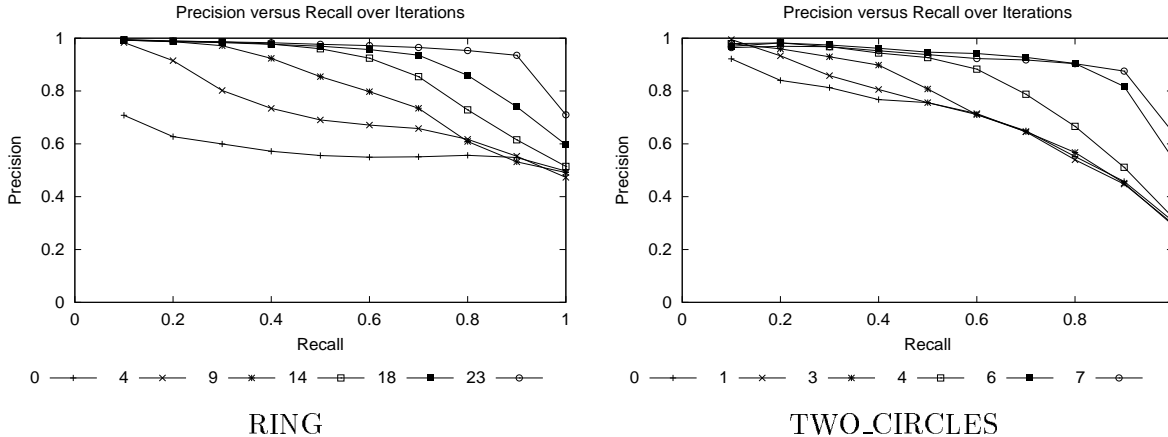 Precision versus Recall over Iterations
1
0.8
0.6
0.4
0.2
0
Precision
0 0.2 0.4 0.6 0.8 1
Recall
0 4 9 14 18 23
RING
Precision versus Recall over Iterations
1
0.8
0.6
0.4
0.2
0
Precision
0 0.2 0.4 0.6 0.8
Recall
0 1 3 4 6 7
TWO_CIRCLES